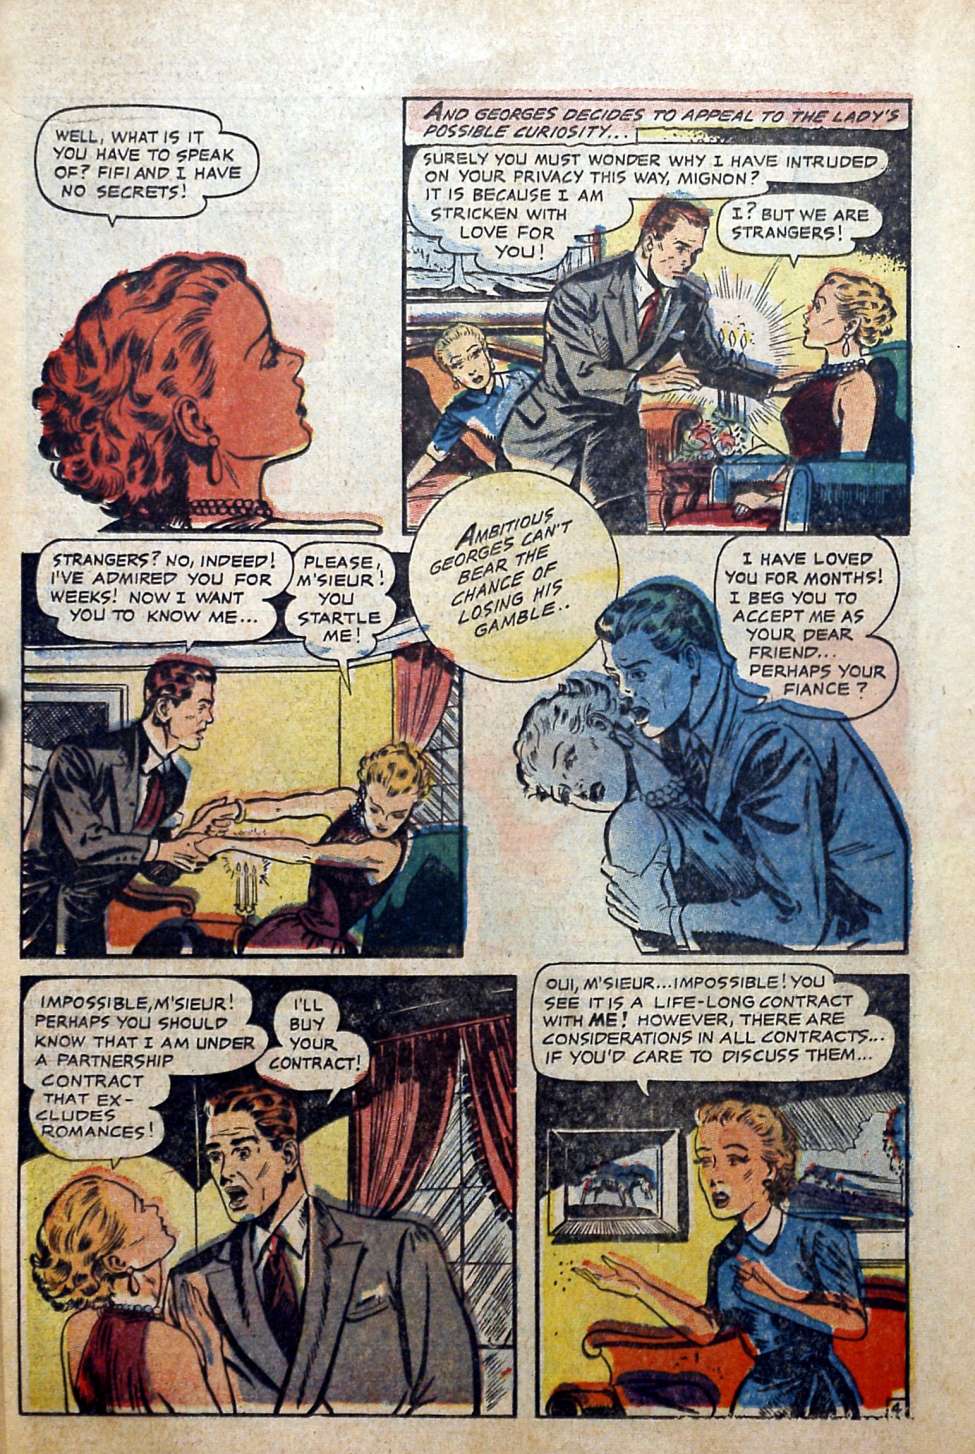 WELL, WHAT IS IT
YOU HAVE TO SPEAK
OF? FIFI AND I HAVE
NO SECRETS!
AND GEORGES DECIDES TO APPEAL TO THE LADY'S
POSSIBLE CURIOSITY...
SURELY YOU MUST WONDER WHY I HAVE INTRUDED
ON YOUR PRIVACY THIS WAY, MIGNON?
IT IS BECAUSE I AM
STRICKEN WITH
LOVE FOR
YOU!
I? BUT WE ARE
STRANGERS!
STRANGERS? NO, INDEED!
I'VE ADMIRED YOU FOR
WEEKS! NOW I WANT
YOU TO KNOW ME...
PLEASE,
M'SIEUR!
YOU
STARTLE
ME!
AMBITIOUS
GEORGES CAN'T
BEAR THE
CHANCE OF
LOSING HIS
GAMBLE..
I HAVE LOVED
YOU FOR MONTHS!
I BEG YOU TO
ACCEPT ME AS
YOUR DEAR
FRIEND...
PERHAPS YOUR
FIANCE?
IMPOSSIBLE, M'SIEUR!
PERHAPS YOU SHOULD
KNOW THAT I AM UNDER
A PARTNERSHIP
CONTRACT
THAT EX-
CLUDES
ROMANCES!
I'LL
BUY
YOUR
CONTRACT!
OUI, M'SIEUR...IMPOSSIBLE! YOU
SEE IT IS A LIFE-LONG CONTRACT
WITH ME! HOWEVER, THERE ARE
CONSIDERATIONS IN ALL CONTRACTS...
IF YOU'D CARE TO DISCUSS THEM...
4